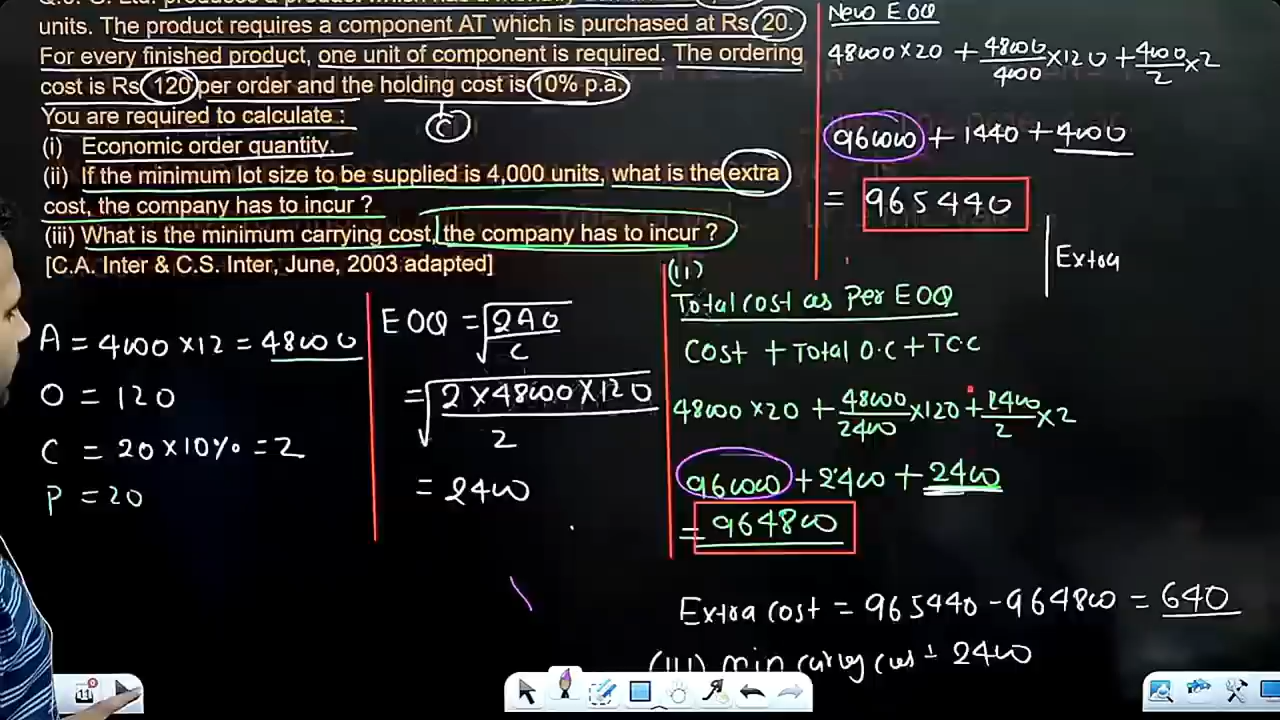 units. The product requires a component AT which is purchased at Rs 20.
For every finished product, one unit of component is required. The ordering
cost is Rs 120 per order and the holding cost is 10% p.a.
You are required to calculate :
C
(i) Economic order quantity.
(ii) If the minimum lot size to be supplied is 4,000 units, what is the extra
cost, the company has to incur ?
(iii) What is the minimum carrying cost, the company has to incur ?
[C.A. Inter & C.S. Inter, June, 2003 adapted]
A = 4000 × 12 = 48000
O = 120
C = 20 × 10% = 2
P = 20
EOQ = √2AO/C
= √2 × 48000 × 120/2
= 2400
New EOQ
48000 × 20 + 48000/4000 × 120 + 4000/2 × 2
960000 + 1440 + 4000
= 965440
Extra
(ii)
Total cost as Per EOQ
Cost + Total O.C + TCC
48000 × 20 + 48000/2400 × 120 + 2400/2 × 2
960000 + 2400 + 2400
= 964800
Extra cost = 965440 - 964800 = 640
(iii) min
2400
11